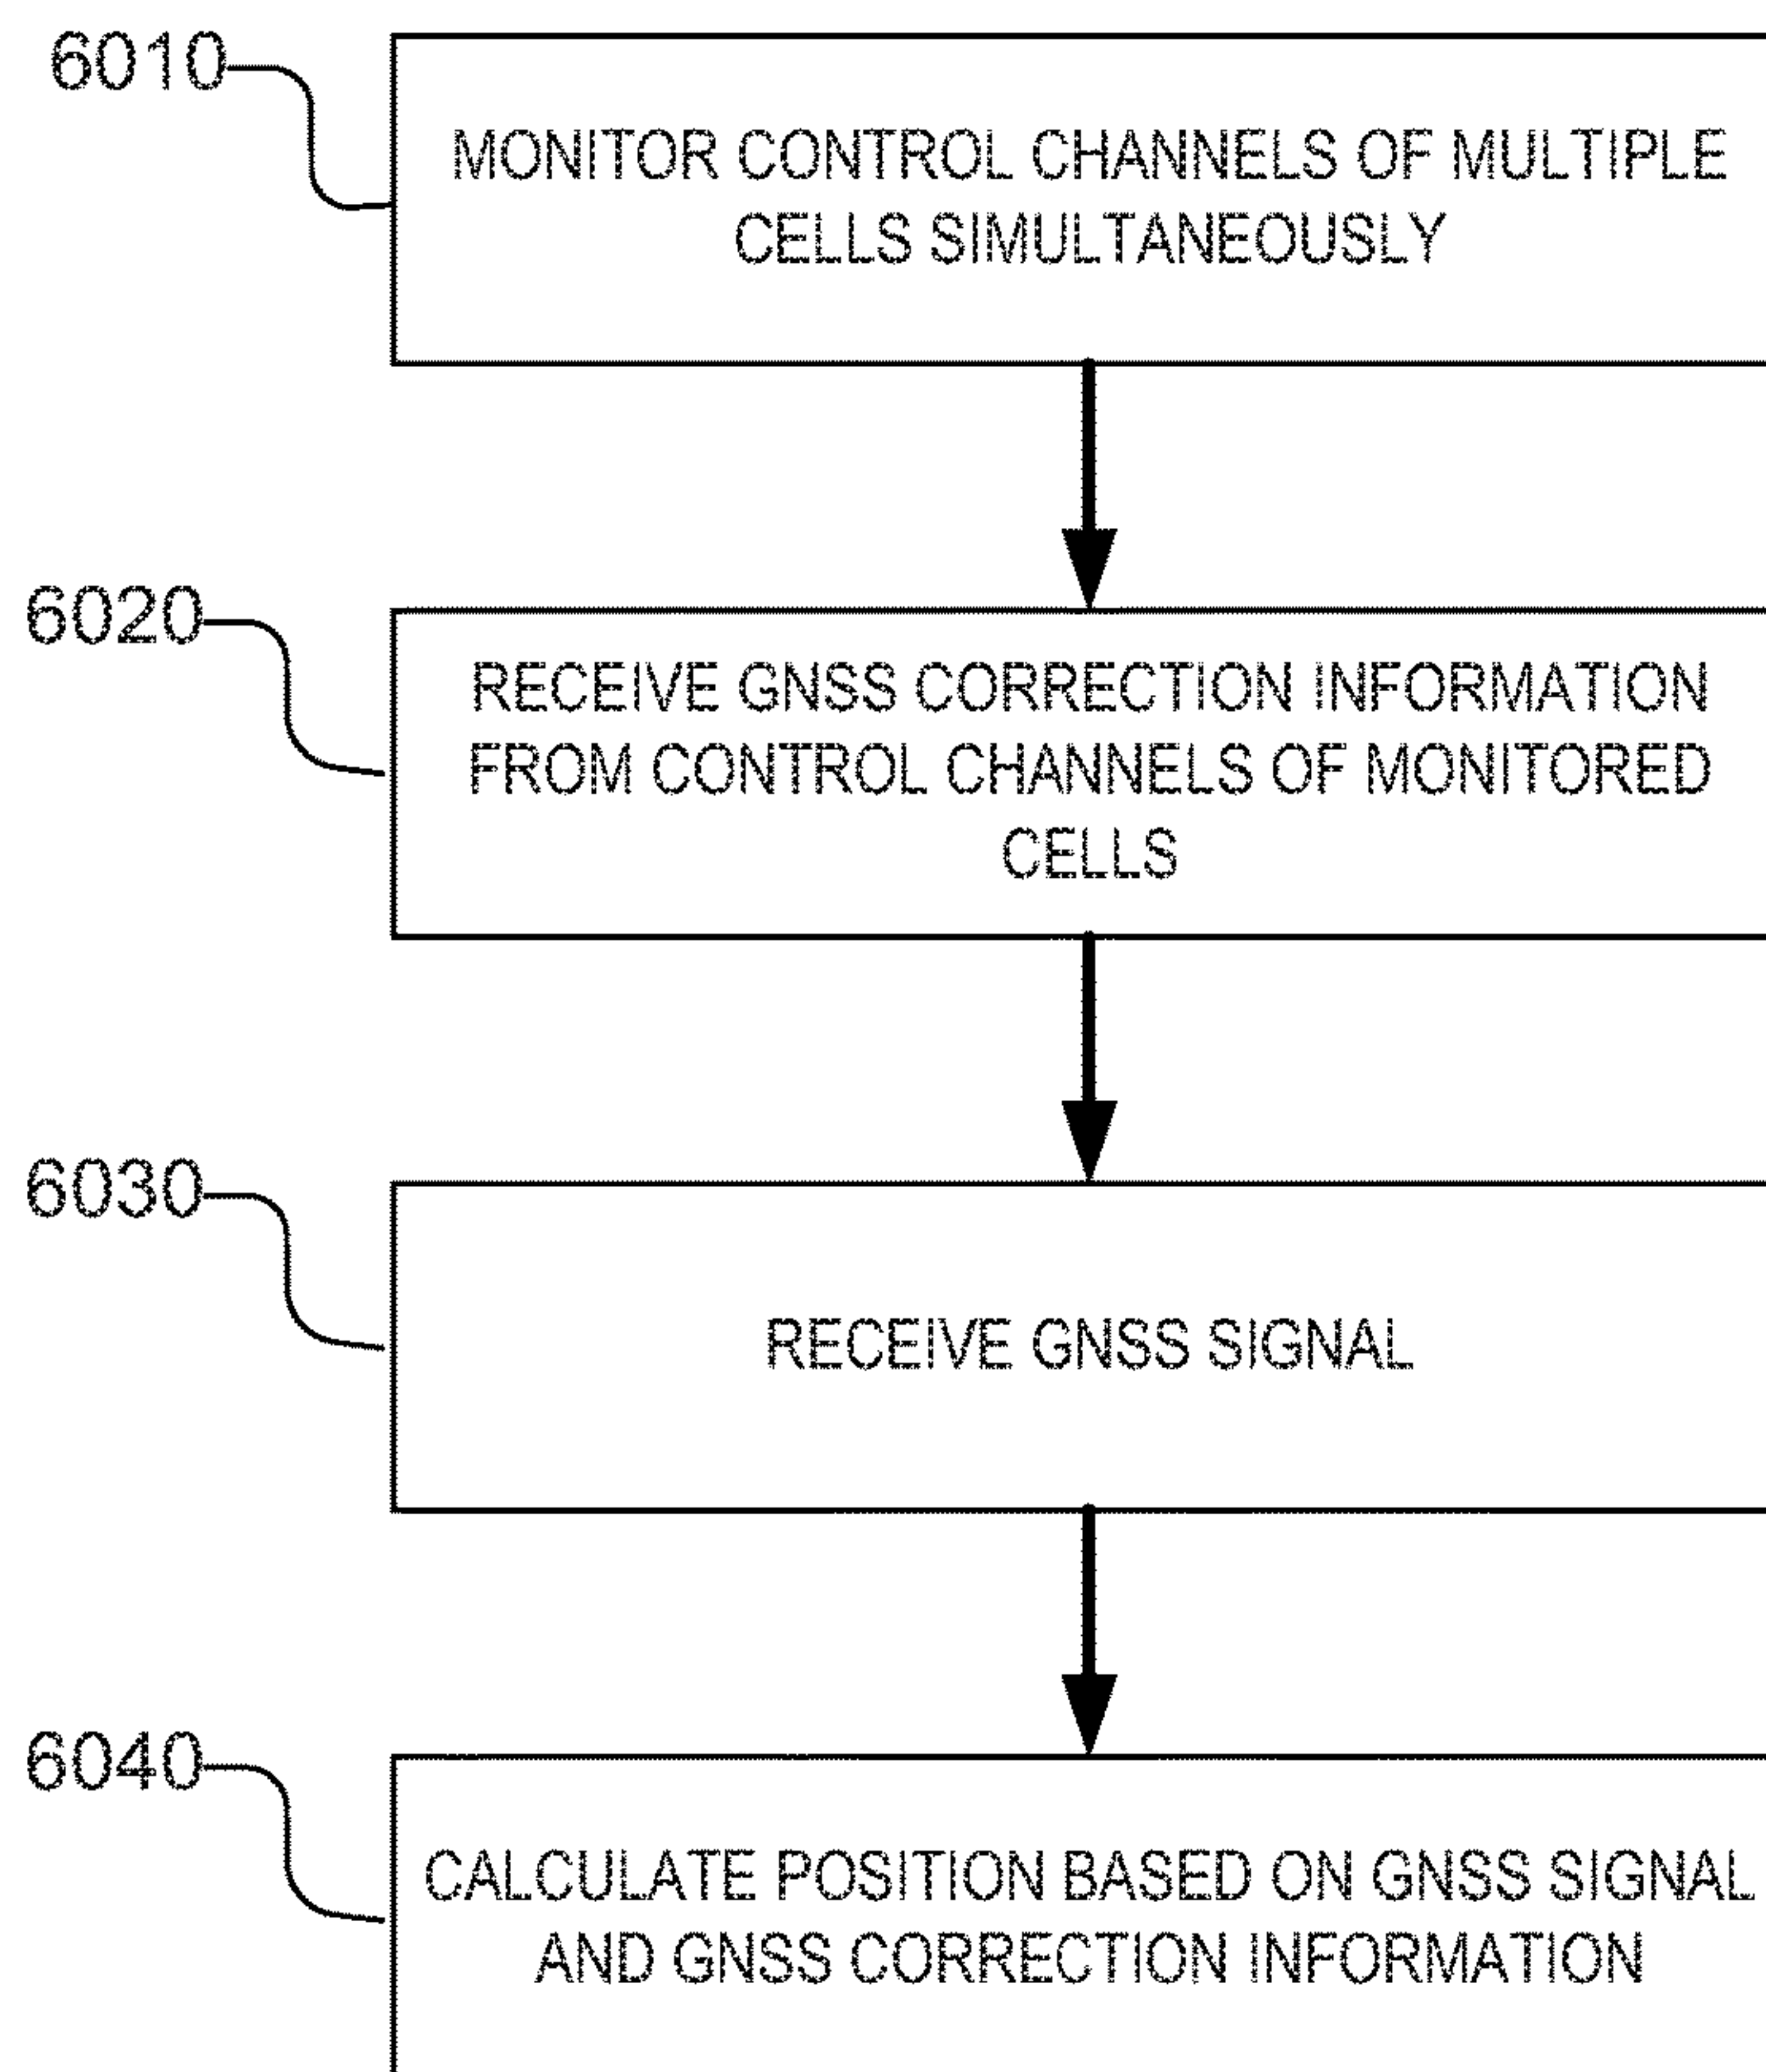 6010
MONITOR CONTROL CHANNELS OF MULTIPLE
CELLS SIMULTANEOUSLY
6020
RECEIVE GNSS CORRECTION INFORMATION
FROM CONTROL CHANNELS OF MONITORED
CELLS
6030
RECEIVE GNSS SIGNAL
6040
CALCULATE POSITION BASED ON GNSS SIGNAL
AND GNSS CORRECTION INFORMATION